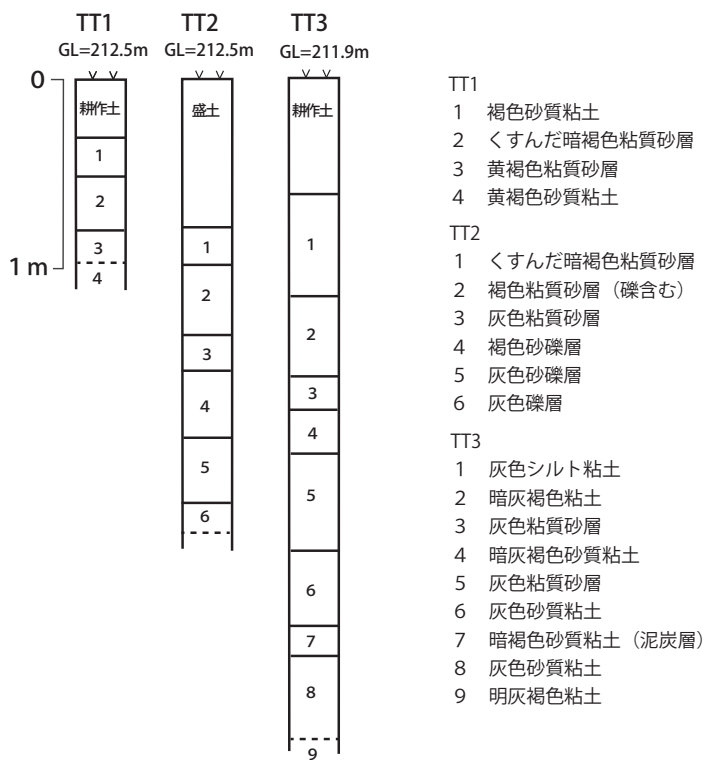 TT1 TT2 TT3
GL=212.5m GL=212.5m GL=211.9m
0
耕作土 盛土 耕作土
1
2
3
4
1 m
1
2
3
4
5
6
1
2
3
4
5
6
7
8
9
TT1
1 褐色砂質粘土
2 くすんだ暗褐色粘質砂層
3 黄褐色粘質砂層
4 黄褐色砂質粘土
TT2
1 くすんだ暗褐色粘質砂層
2 褐色粘質砂層（礫含む）
3 灰色粘質砂層
4 褐色砂礫層
5 灰色砂礫層
6 灰色礫層
TT3
1 灰色シルト粘土
2 暗灰褐色粘土
3 灰色粘質砂層
4 暗灰褐色砂質粘土
5 灰色粘質砂層
6 灰色砂質粘土
7 暗褐色砂質粘土（泥炭層）
8 灰色砂質粘土
9 明灰褐色粘土